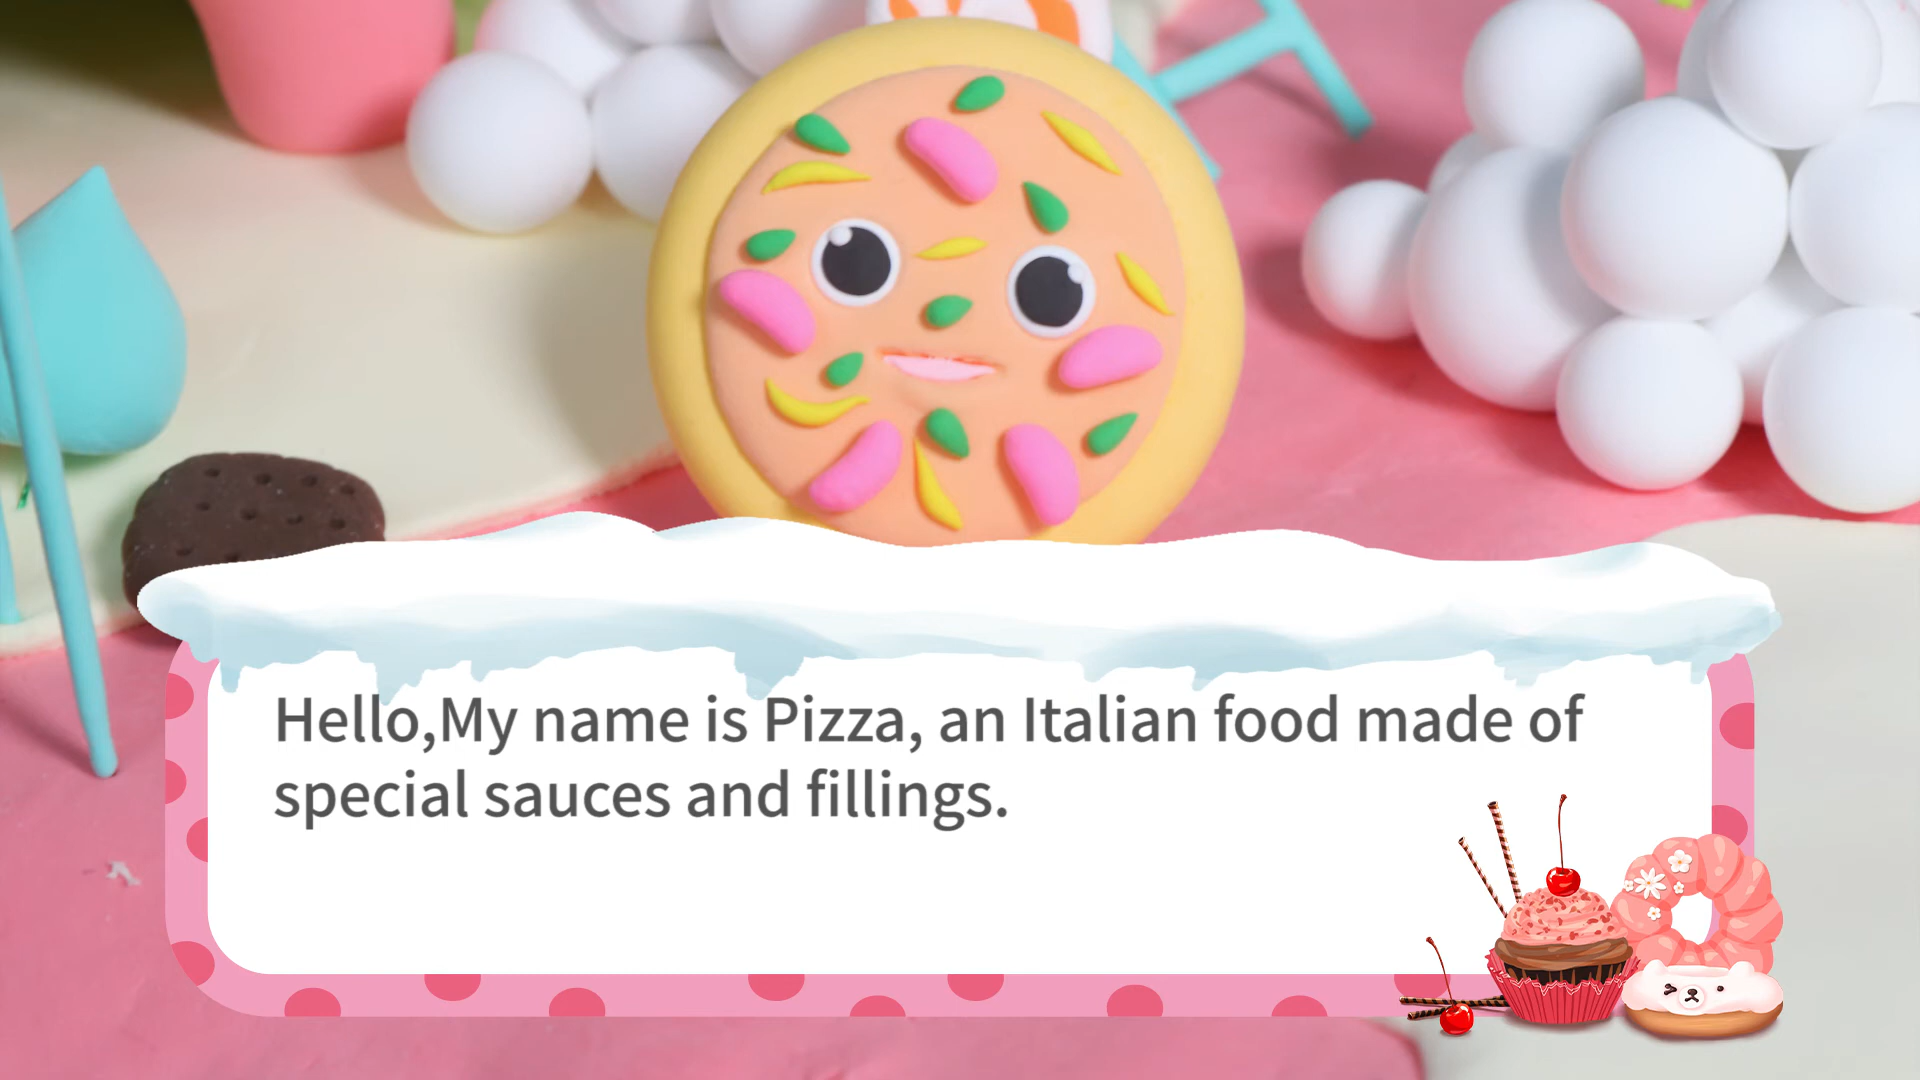 Hello,My name is Pizza, an Italian food made of
special sauces and fillings.